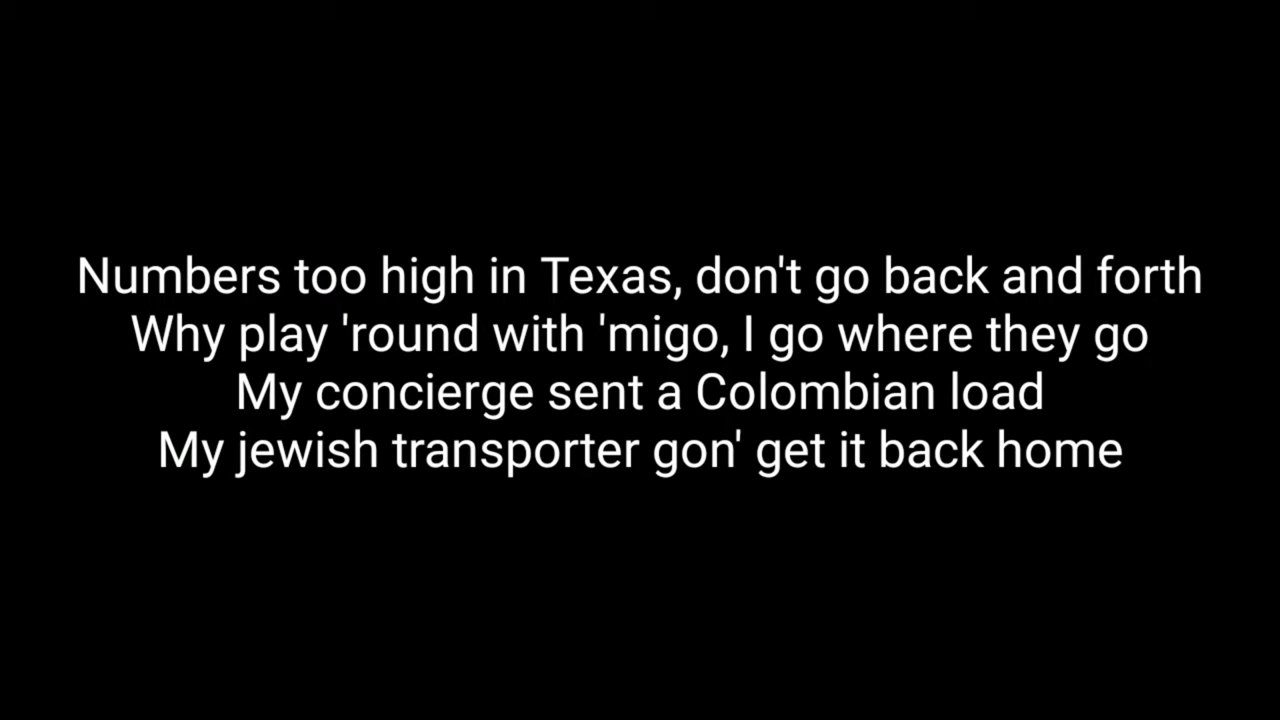 Numbers too high in Texas, don't go back and forth
Why play 'round with 'migo, I go where they go
My concierge sent a Colombian load
My jewish transporter gon' get it back home